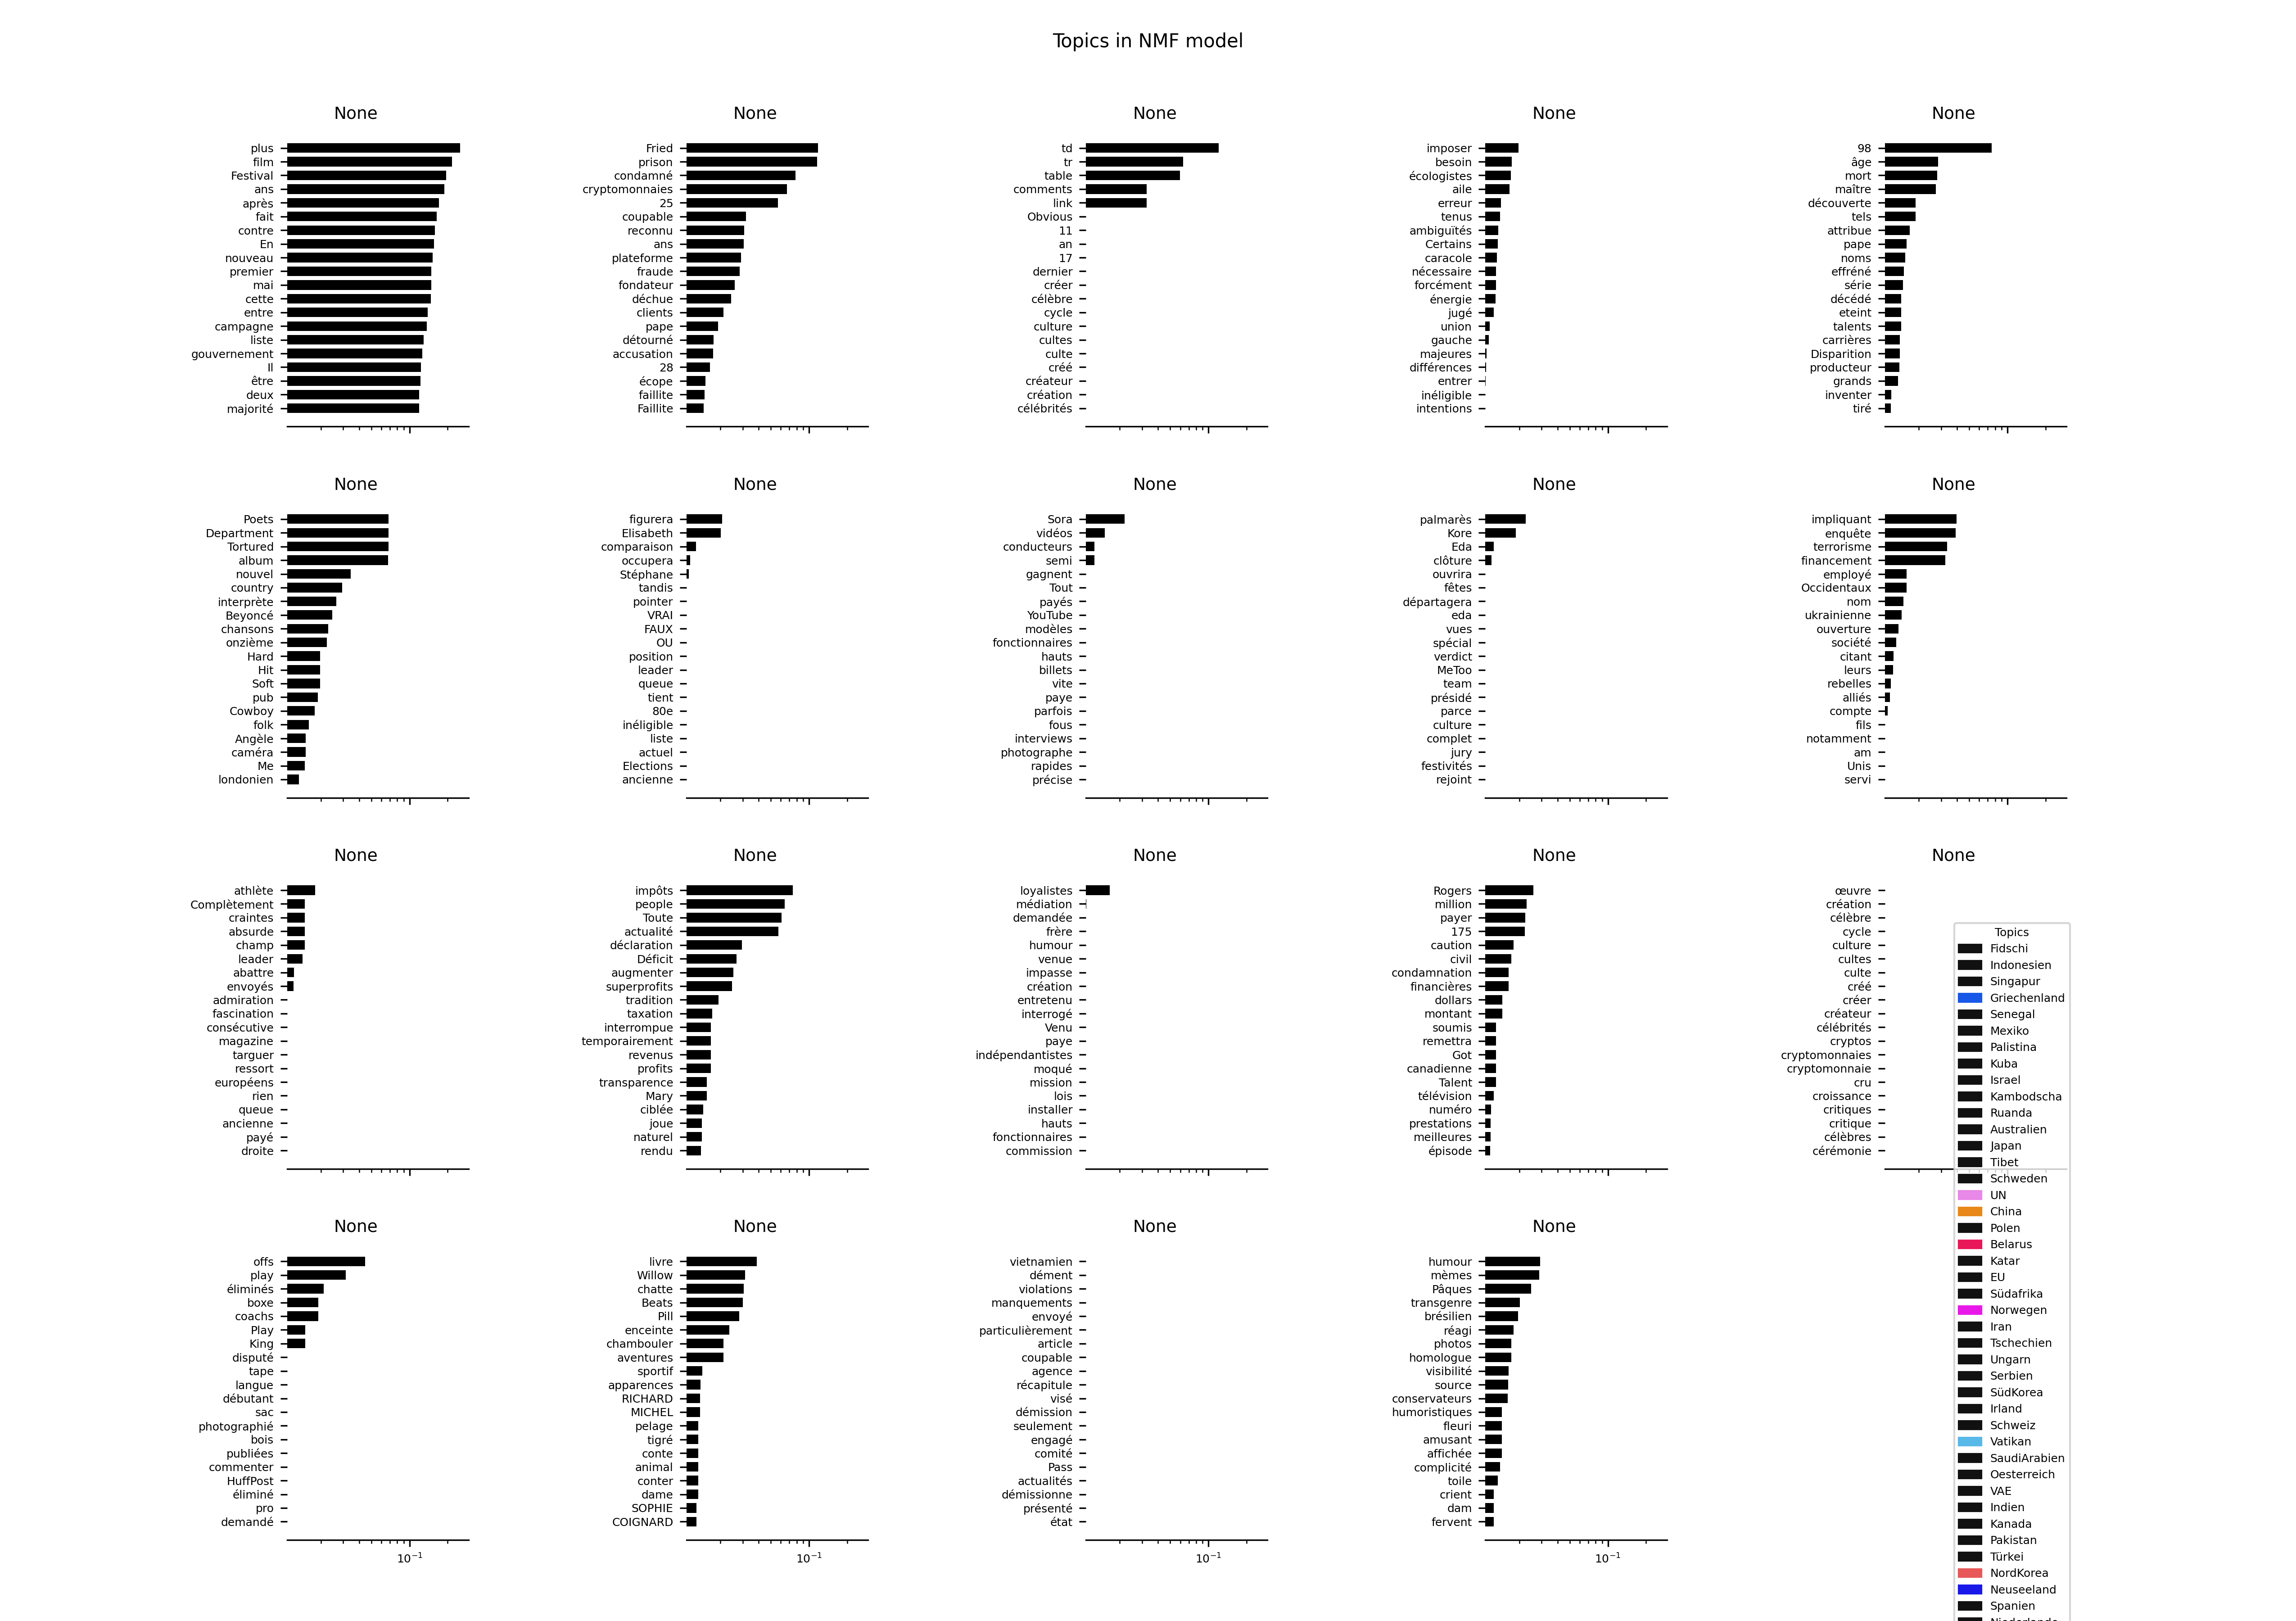 Topics in NMF model
None
plus
film
Festival
ans
après
fait
contre
En
nouveau
premier
mai
cette
entre
campagne
liste
gouvernement
Il
être
deux
majorité
None
Fried
prison
condamné
cryptomonnaies
25
coupable
reconnu
ans
plateforme
fraude
fondateur
déchue
clients
pape
détourné
accusation
28
écope
faillite
Faillite
None
td
tr
table
comments
link
Obvious
11
an
17
dernier
créer
célèbre
cycle
culture
cultes
culte
créé
créateur
création
célébrités
None
imposer
besoin
écologistes
aile
erreur
tenus
ambiguïtés
Certains
caracole
nécessaire
forcément
énergie
jugé
union
gauche
majeures
différences
entrer
inéligible
intentions
None
98
âge
mort
maître
découverte
tels
attribue
pape
noms
effréné
série
décédé
eteint
talents
carrières
Disparition
producteur
grands
inventer
tiré
None
Poets
Department
Tortured
album
nouvel
country
interprète
Beyoncé
chansons
onzième
Hard
Hit
Soft
pub
Cowboy
folk
Angèle
caméra
Me
londonien
None
figurera
Elisabeth
comparaison
occupera
Stéphane
tandis
pointer
VRAI
FAUX
OU
position
leader
queue
tient
80e
inéligible
liste
actuel
Elections
ancienne
None
Sora
vidéos
conducteurs
semi
gagnent
Tout
payés
YouTube
modèles
fonctionnaires
hauts
billets
vite
paye
parfois
fous
interviews
photographe
rapides
précise
None
palmarès
Kore
Eda
clôture
ouvrira
fêtes
départagera
eda
vues
spécial
verdict
MeToo
team
présidé
parce
culture
complet
jury
festivités
rejoint
None
impliquant
enquête
terrorisme
financement
employé
Occidentaux
nom
ukrainienne
ouverture
société
citant
leurs
rebelles
alliés
compte
fils
notamment
am
Unis
servi
None
athlète
Complètement
craintes
absurde
champ
leader
abattre
envoyés
admiration
fascination
consécutive
magazine
targuer
ressort
européens
rien
queue
ancienne
payé
droite
None
impôts
people
Toute
actualité
déclaration
Déficit
augmenter
superprofits
tradition
taxation
interrompue
temporairement
revenus
profits
transparence
Mary
ciblée
joue
naturel
rendu
None
loyalistes
médiation
demandée
frère
humour
venue
impasse
création
entretenu
interrogé
Venu
paye
indépendantistes
moqué
mission
lois
installer
hauts
fonctionnaires
commission
None
Rogers
million
payer
175
caution
civil
condamnation
financières
dollars
montant
soumis
remettra
Got
canadienne
Talent
télévision
numéro
prestations
meilleures
épisode
None
œuvre
création
célèbre
cycle
culture
cultes
culte
créé
créer
créateur
célébrités
cryptos
cryptomonnaies
cryptomonnaie
cru
croissance
critiques
critique
célèbres
cérémonie
None
offs
play
éliminés
boxe
coachs
Play
King
disputé
tape
langue
débutant
sac
photographié
bois
publiées
commenter
HuffPost
éliminé
pro
demandé
10⁻¹
None
livre
Willow
chatte
Beats
Pill
enceinte
chambouler
aventures
sportif
apparences
RICHARD
MICHEL
pelage
tigré
conte
animal
conter
dame
SOPHIE
COIGNARD
10⁻¹
None
vietnamien
dément
violations
manquements
envoyé
particulièrement
article
coupable
agence
récapitule
visé
démission
seulement
engagé
comité
Pass
actualités
démissionne
présenté
état
10⁻¹
None
humour
mèmes
Pâques
transgenre
brésilien
réagi
photos
homologue
visibilité
source
conservateurs
humoristiques
fleuri
amusant
affichée
complicité
toile
crient
dam
fervent
10⁻¹
Topics
Fidschi
Indonesien
Singapur
Griechenland
Senegal
Mexiko
Palistina
Kuba
Israel
Kambodscha
Ruanda
Australien
Japan
Tibet
Schweden
UN
China
Polen
Belarus
Katar
EU
Südafrika
Norwegen
Iran
Tschechien
Ungarn
Serbien
SüdKorea
Irland
Schweiz
Vatikan
SaudiArabien
Oesterreich
VAE
Indien
Kanada
Pakistan
Türkei
NordKorea
Neuseeland
Spanien